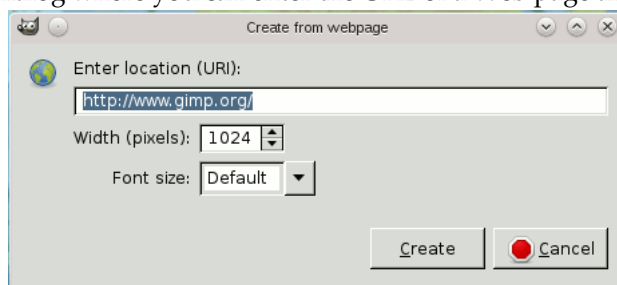 Create from webpage
Enter location (URI):
http://www.gimp.org/
Width (pixels): 1024
Font size: Default
Create Cancel